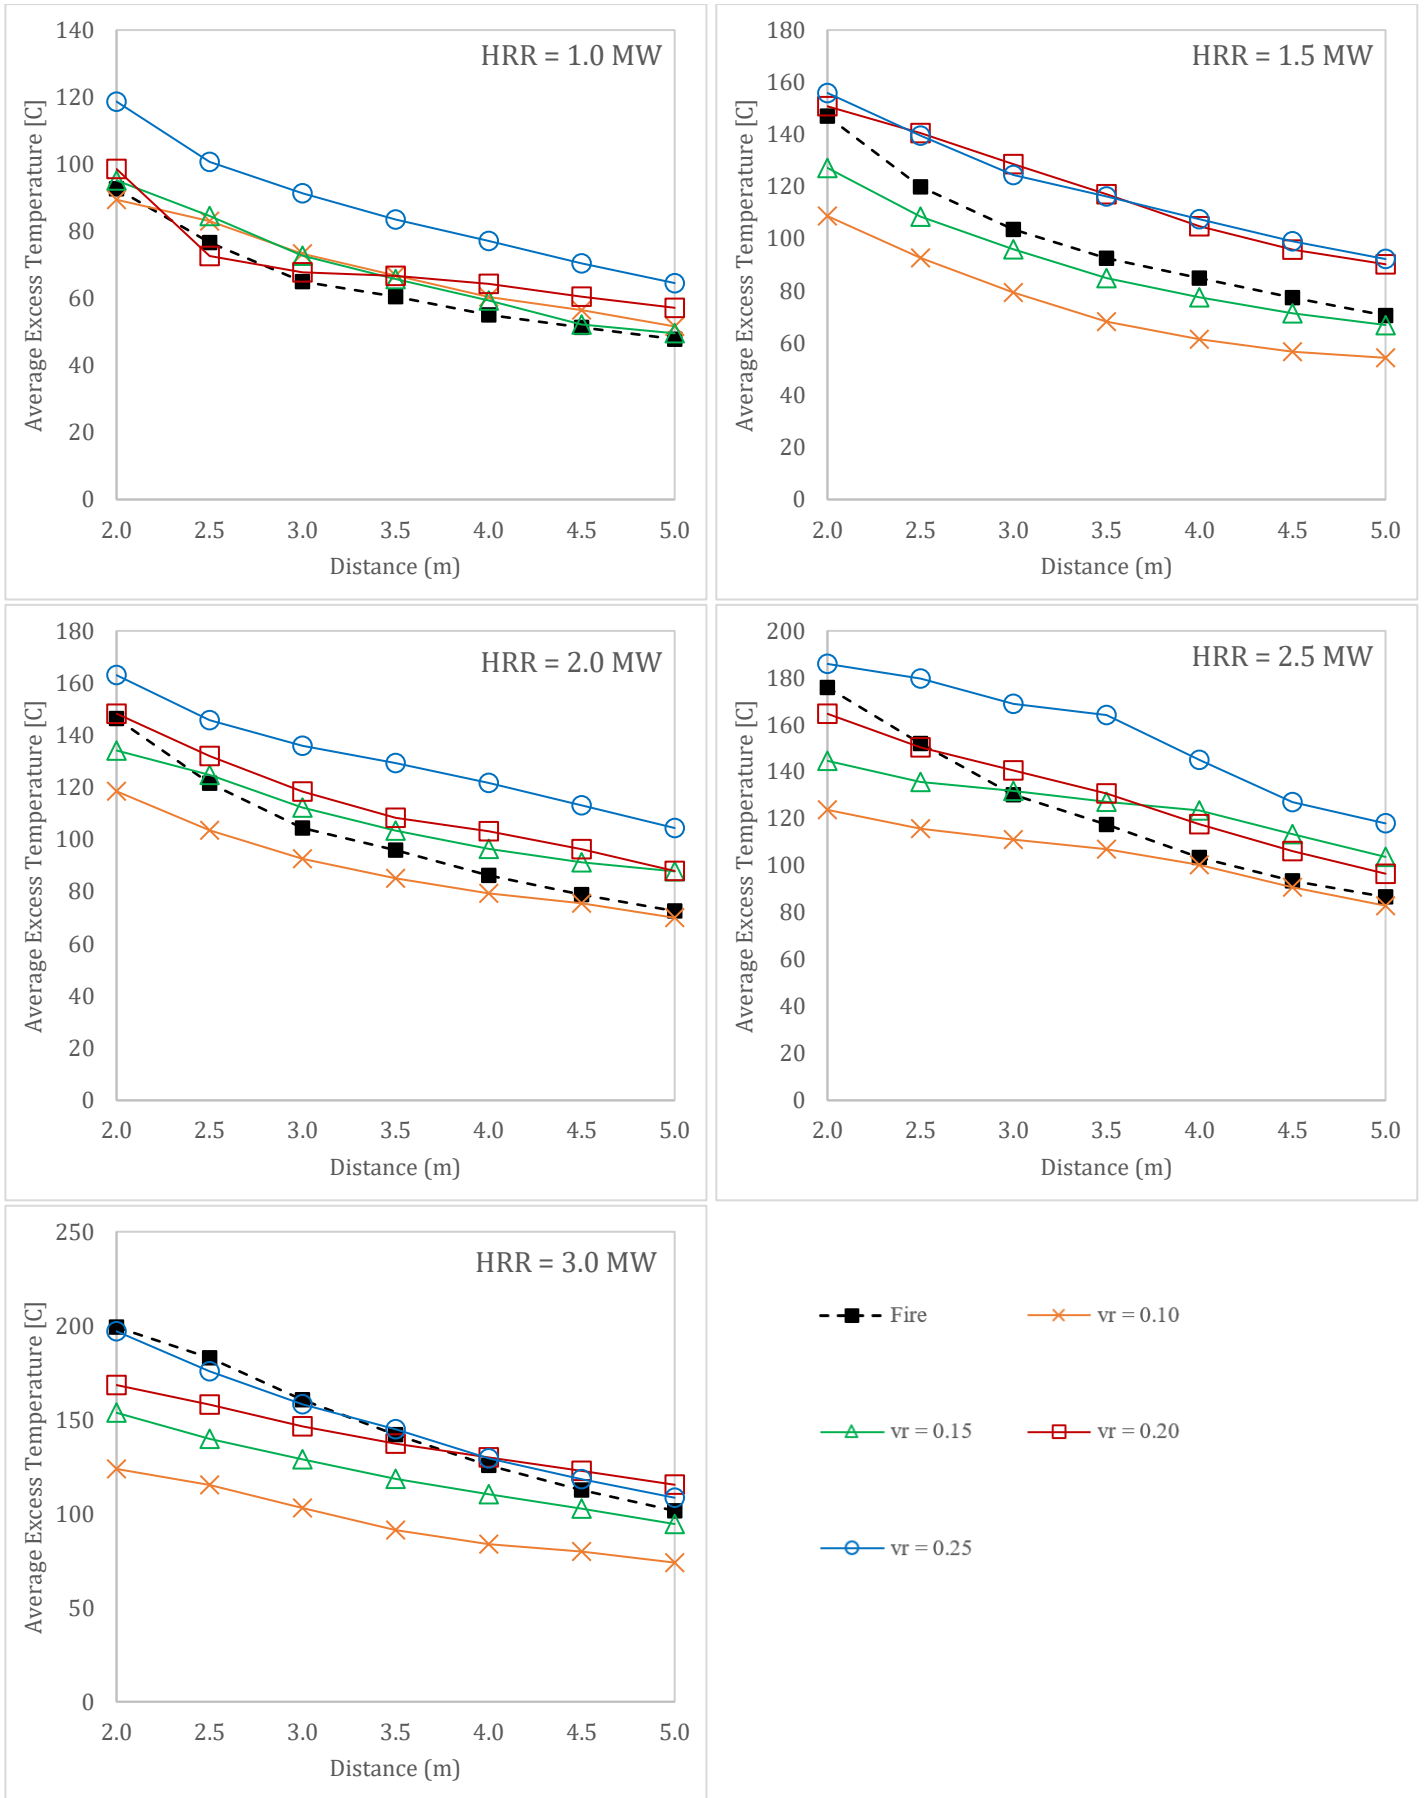 HRR = 1.0 MW
Average Excess Temperature [C]
140
120
100
80
60
40
20
0
2.0 2.5 3.0 3.5 4.0 4.5 5.0
Distance (m)
HRR = 1.5 MW
Average Excess Temperature [C]
180
160
140
120
100
80
60
40
20
0
2.0 2.5 3.0 3.5 4.0 4.5 5.0
Distance (m)
HRR = 2.0 MW
Average Excess Temperature [C]
180
160
140
120
100
80
60
40
20
0
2.0 2.5 3.0 3.5 4.0 4.5 5.0
Distance (m)
HRR = 2.5 MW
Average Excess Temperature [C]
200
180
160
140
120
100
80
60
40
20
0
2.0 2.5 3.0 3.5 4.0 4.5 5.0
Distance (m)
HRR = 3.0 MW
Average Excess Temperature [C]
250
200
150
100
50
0
2.0 2.5 3.0 3.5 4.0 4.5 5.0
Distance (m)
Fire vr = 0.10
vr = 0.15 vr = 0.20
vr = 0.25